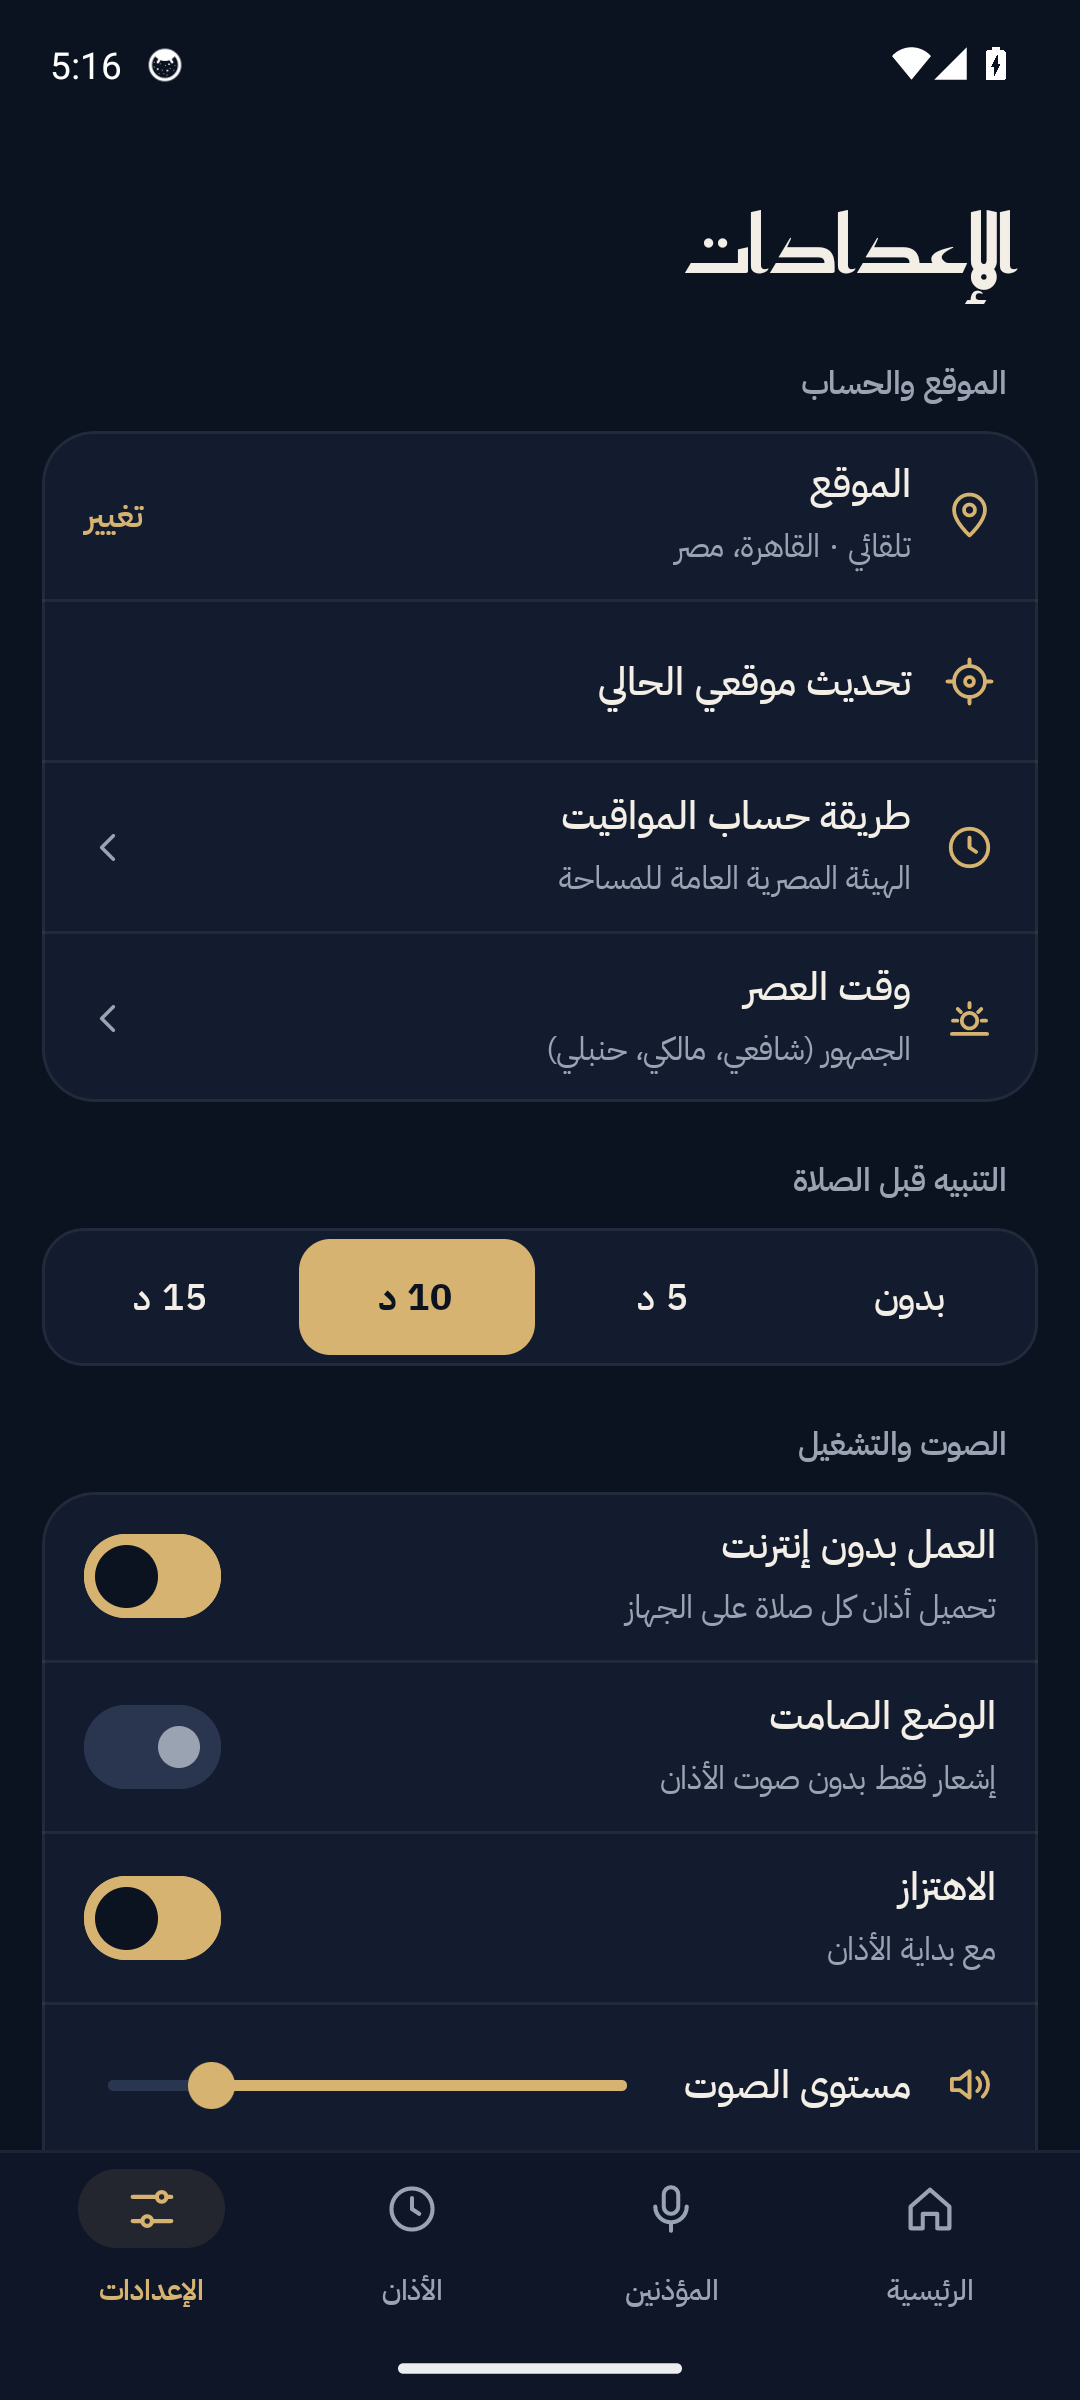 5:16
الإعدادات
الموقع والحساب
الموقع
تلقائي · القاهرة، مصر
تغيير
تحديث موقعي الحالي
طريقة حساب المواقيت
الهيئة المصرية العامة للمساحة
وقت العصر
الجمهور (شافعي، مالكي، حنبلي)
التنبيه قبل الصلاة
بدون
5 د
10 د
15 د
الصوت والتشغيل
العمل بدون إنترنت
تحميل أذان كل صلاة على الجهاز
الوضع الصامت
إشعار فقط بدون صوت الأذان
الاهتزاز
مع بداية الأذان
مستوى الصوت
الرئيسية
المؤذنين
الأذان
الإعدادات